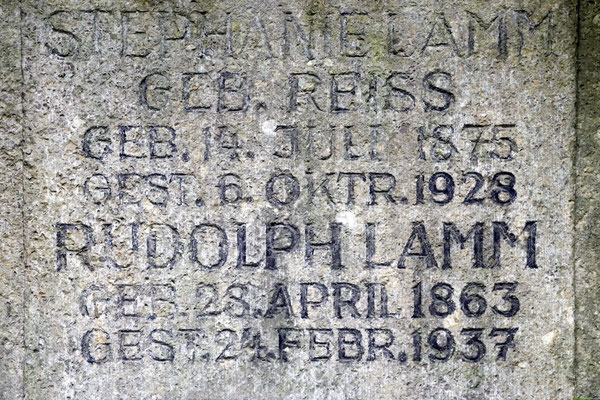 STEPHANIE LAMM
GEB. REISS
GEB. 14. JULI 1875
GEST. 6. OKTR. 1928
RUDOLPH LAMM
GEB. 28. APRIL 1863
GEST. 24. FEBR. 1937